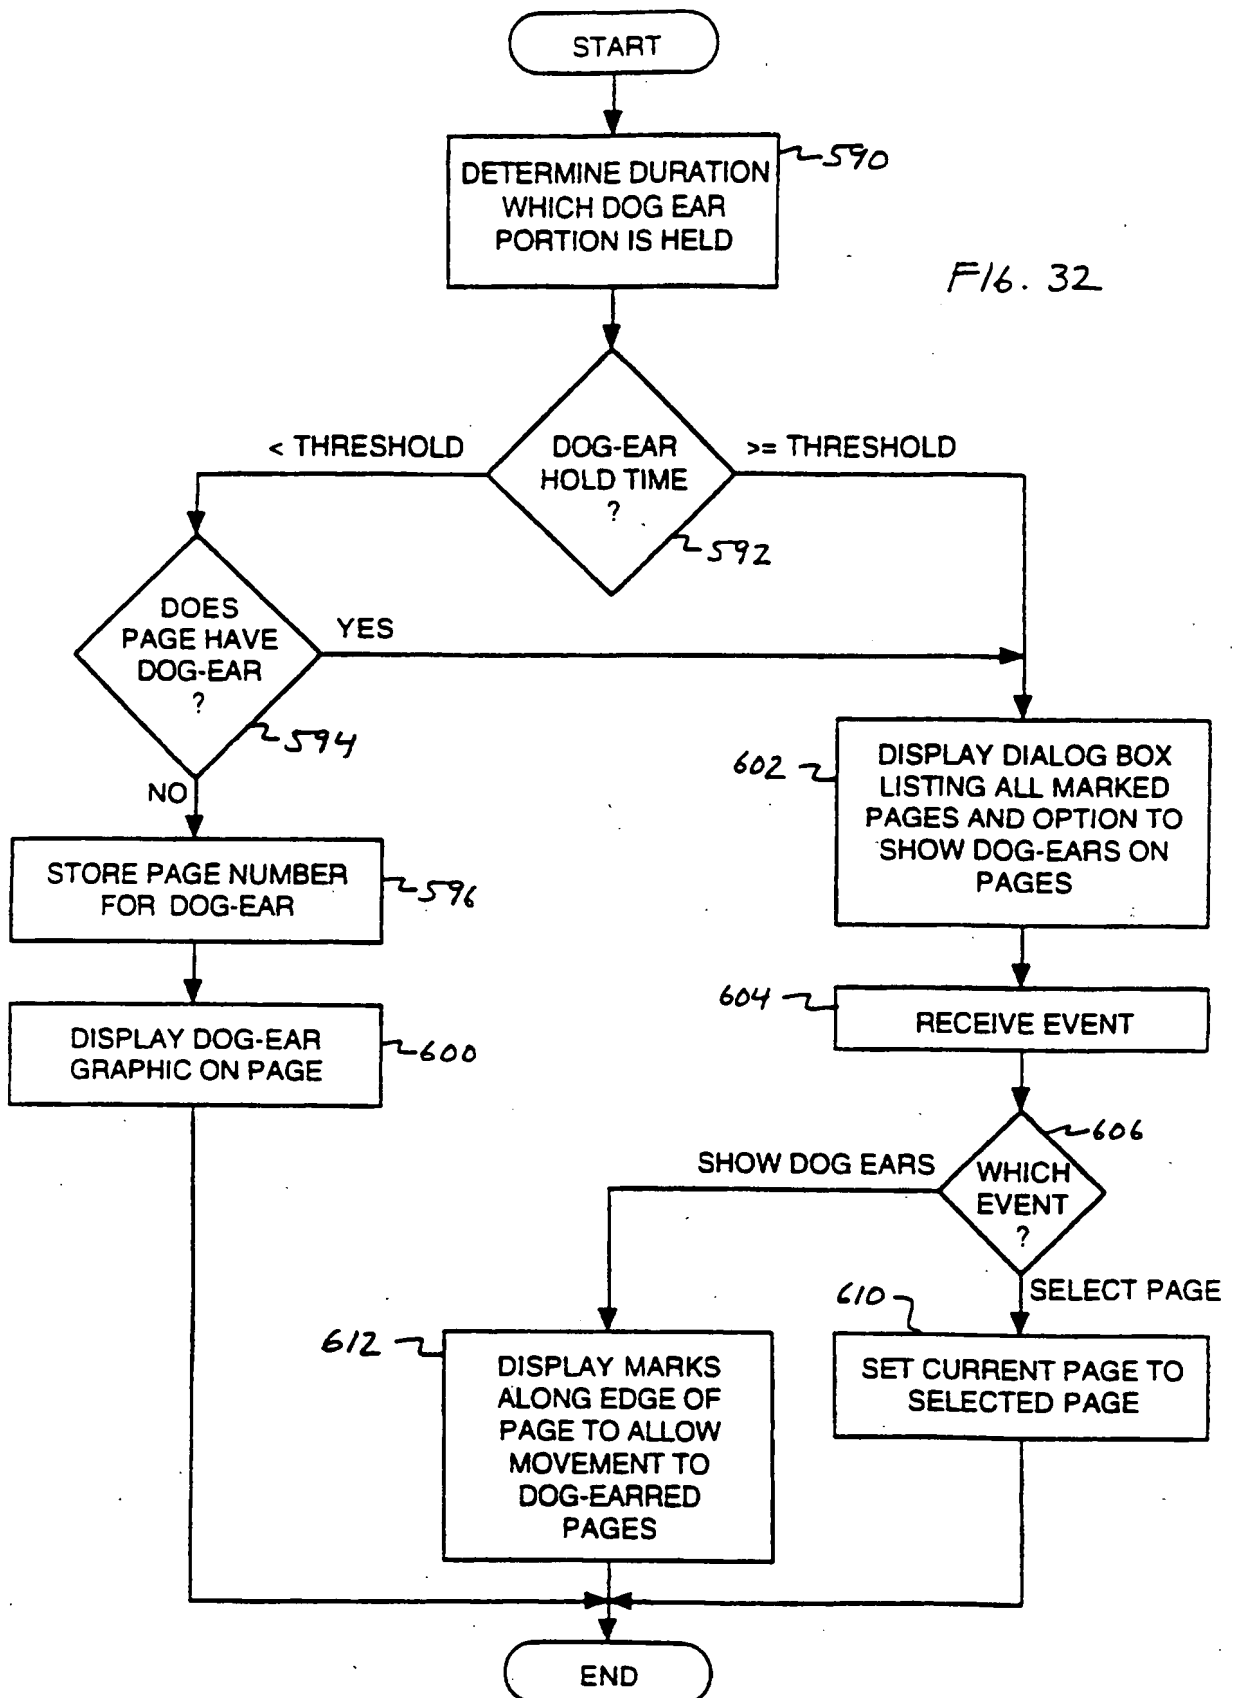 START
DETERMINE DURATION
WHICH DOG EAR
PORTION IS HELD
590
FIG. 32
< THRESHOLD
DOG-EAR
HOLD TIME
?
>= THRESHOLD
592
DOES
PAGE HAVE
DOG-EAR
?
YES
594
NO
STORE PAGE NUMBER
FOR DOG-EAR
596
DISPLAY DOG-EAR
GRAPHIC ON PAGE
600
602
DISPLAY DIALOG BOX
LISTING ALL MARKED
PAGES AND OPTION TO
SHOW DOG-EARS ON
PAGES
604
RECEIVE EVENT
606
SHOW DOG EARS
WHICH
EVENT
?
SELECT PAGE
610
SET CURRENT PAGE TO
SELECTED PAGE
612
DISPLAY MARKS
ALONG EDGE OF
PAGE TO ALLOW
MOVEMENT TO
DOG-EARRED
PAGES
END